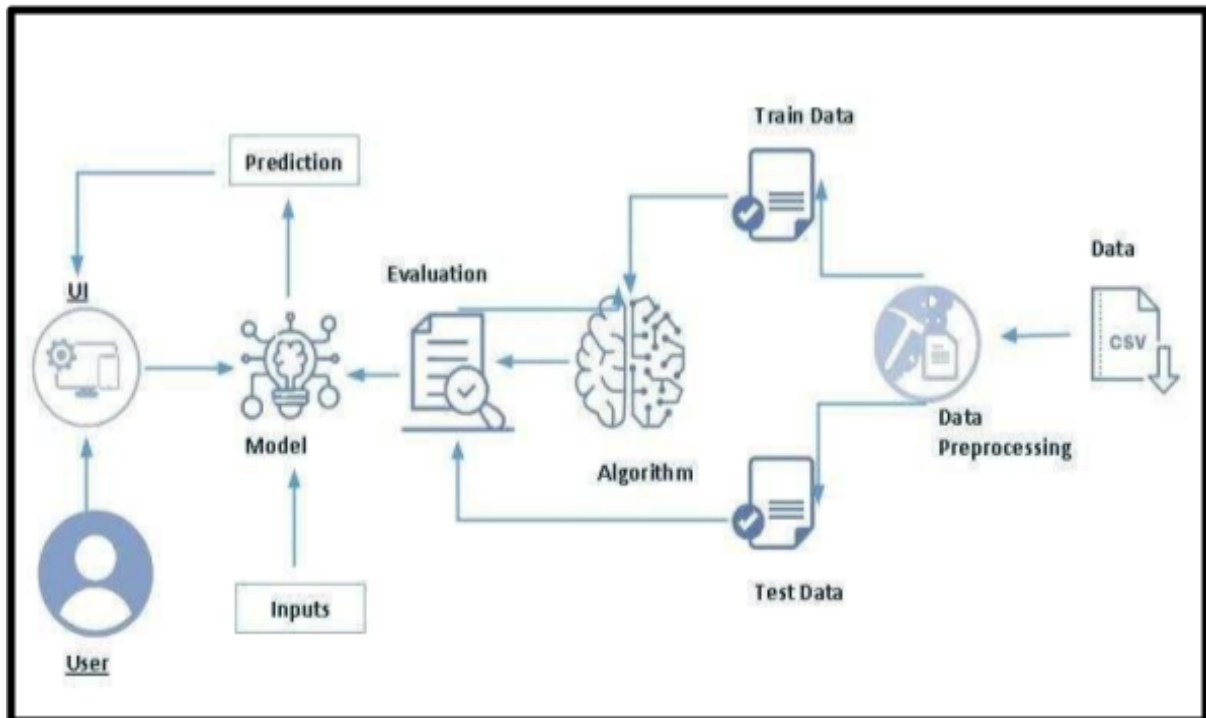 Train Data
Prediction
Data
Evaluation
UI
CSV
Model
Data
Preprocessing
Algorithm
Test Data
Inputs
User